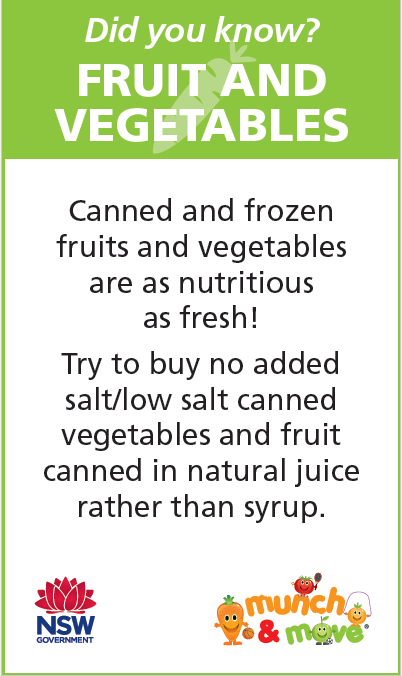 Did you know?
FRUIT AND
VEGETABLES
Canned and frozen
fruits and vegetables
are as nutritious
as fresh!
Try to buy no added
salt/low salt canned
vegetables and fruit
canned in natural juice
rather than syrup.
NSW
GOVERNMENT
munch
& move®